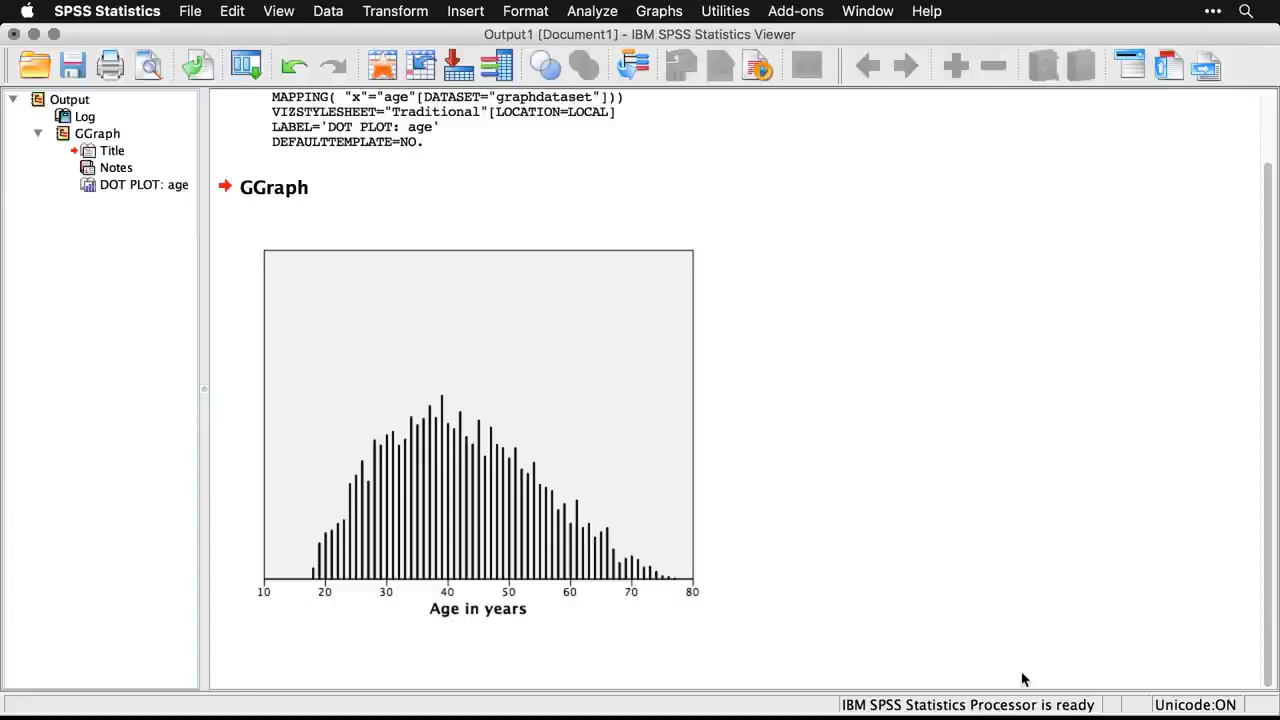 SPSS Statistics File Edit View Data Transform Insert Format Analyze Graphs Utilities Add-ons Window Help
Output1 [Document1] - IBM SPSS Statistics Viewer
Output
Log
GGraph
Title
Notes
DOT PLOT: age
MAPPING( "x"="age"[DATASET="graphdataset"]))
VIZSTYLESHEET="Traditional"[LOCATION=LOCAL]
LABEL='DOT PLOT: age'
DEFAULTTEMPLATE=NO.
GGraph
10 20 30 40 50 60 70 80
Age in years
IBM SPSS Statistics Processor is ready Unicode:ON